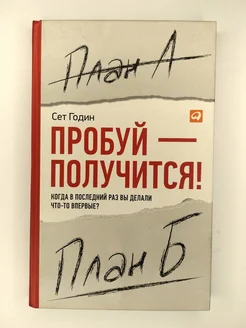 План А
Сет Годин
ПРОБУЙ —
ПОЛУЧИТСЯ!
КОГДА В ПОСЛЕДНИЙ РАЗ ВЫ ДЕЛАЛИ
ЧТО-ТО ВПЕРВЫЕ?
План Б